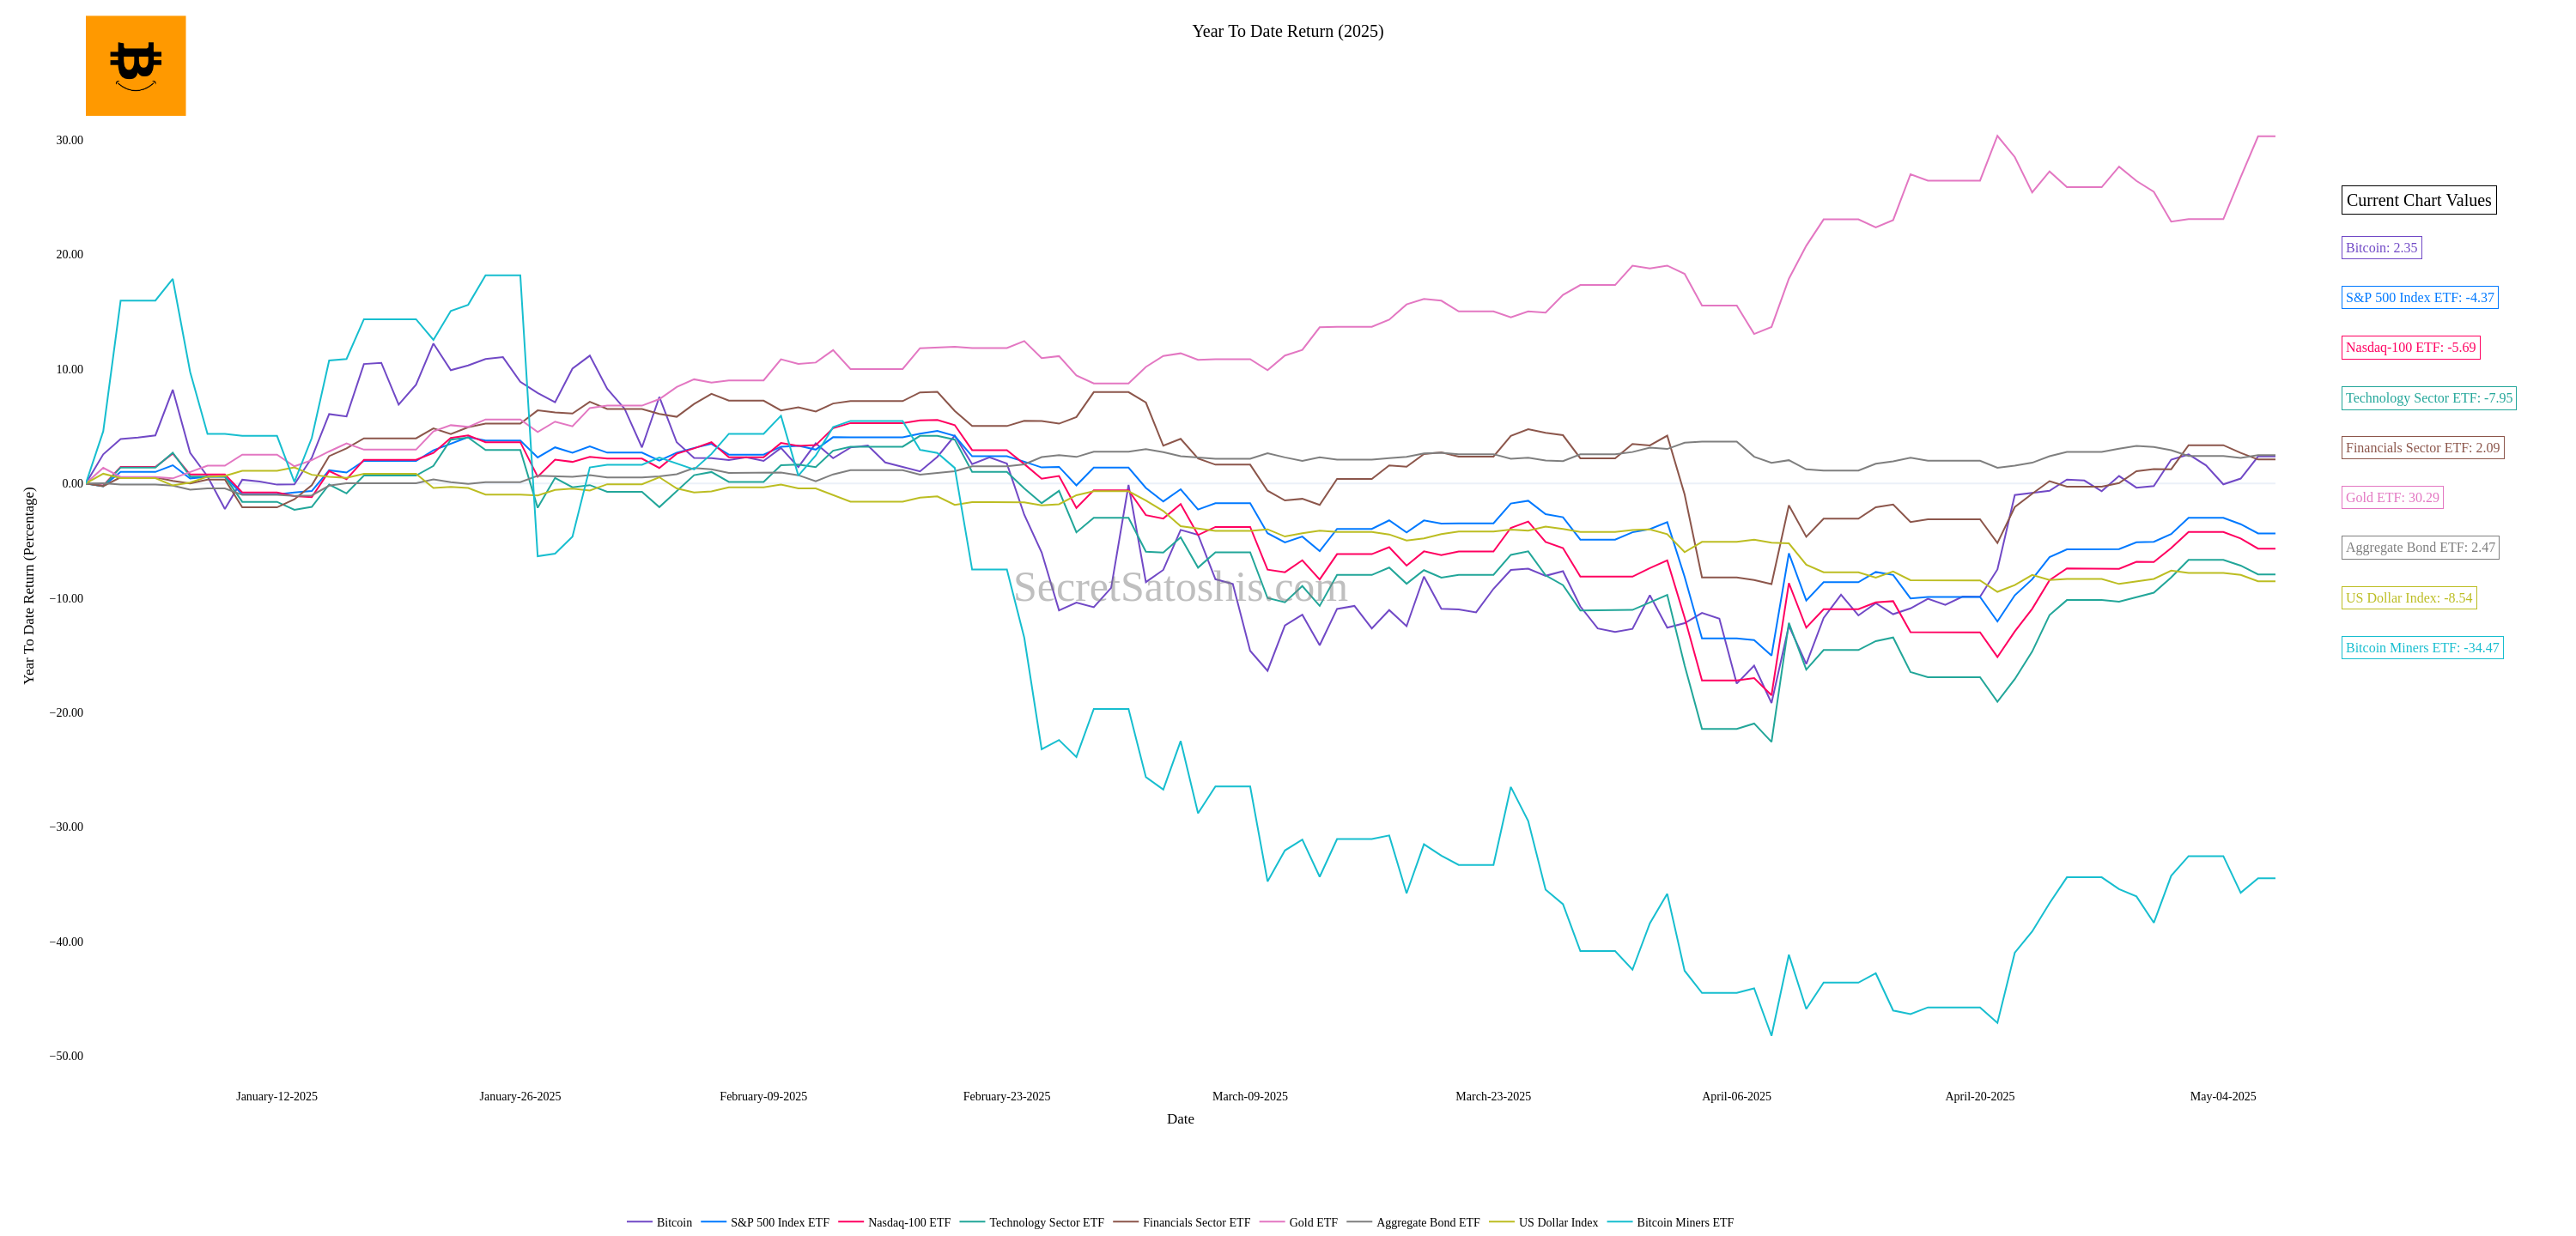 Year To Date Return (2025)
30.00
20.00
10.00
0.00
−10.00
−20.00
−30.00
−40.00
−50.00
Year To Date Return (Percentage)
SecretSatoshis.com
Current Chart Values
Bitcoin: 2.35
S&P 500 Index ETF: -4.37
Nasdaq-100 ETF: -5.69
Technology Sector ETF: -7.95
Financials Sector ETF: 2.09
Gold ETF: 30.29
Aggregate Bond ETF: 2.47
US Dollar Index: -8.54
Bitcoin Miners ETF: -34.47
January-12-2025
January-26-2025
February-09-2025
February-23-2025
March-09-2025
March-23-2025
April-06-2025
April-20-2025
May-04-2025
Date
Bitcoin
S&P 500 Index ETF
Nasdaq-100 ETF
Technology Sector ETF
Financials Sector ETF
Gold ETF
Aggregate Bond ETF
US Dollar Index
Bitcoin Miners ETF